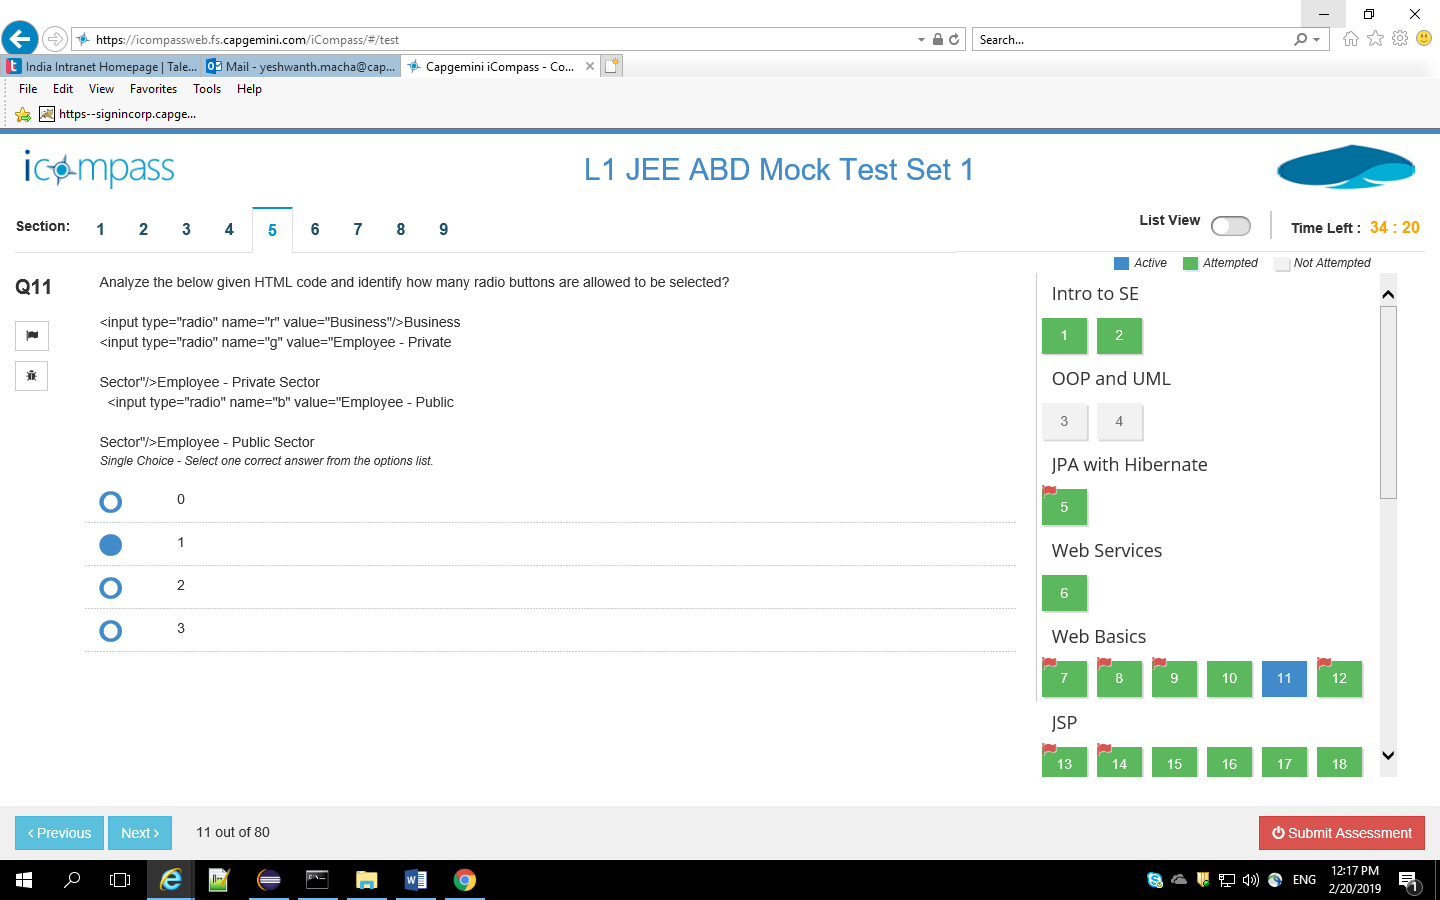 https://icompassweb.fs.capgemini.com/iCompass/#/test
Search...
India Intranet Homepage | Tale...
Mail - yeshwanth.macha@cap...
Capgemini iCompass - Co...
File Edit View Favorites Tools Help
https--signincorp.capge...
icompass
L1 JEE ABD Mock Test Set 1
Section: 1 2 3 4 5 6 7 8 9
List View
Time Left : 34 : 20
Active Attempted Not Attempted
Q11
Analyze the below given HTML code and identify how many radio buttons are allowed to be selected?
<input type="radio" name="r" value="Business"/>Business
<input type="radio" name="g" value="Employee - Private
Sector"/>Employee - Private Sector
<input type="radio" name="b" value="Employee - Public
Sector"/>Employee - Public Sector
Single Choice - Select one correct answer from the options list.
0
1
2
3
Intro to SE
1 2
OOP and UML
3 4
JPA with Hibernate
5
Web Services
6
Web Basics
7 8 9 10 11 12
JSP
13 14 15 16 17 18
< Previous
Next >
11 out of 80
Submit Assessment
ENG
12:17 PM
2/20/2019
1